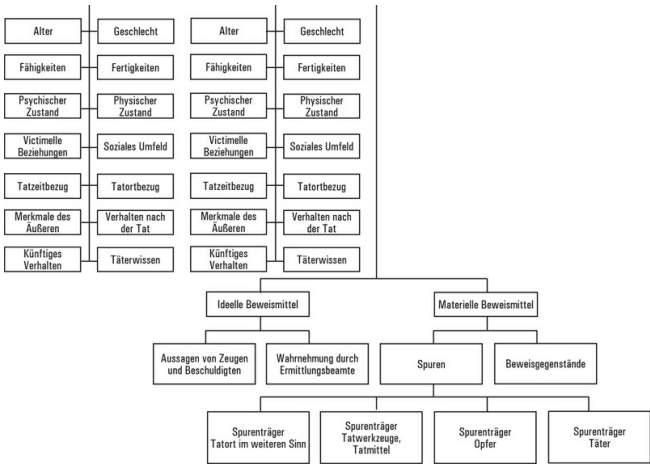 Alter
Geschlecht
Alter
Geschlecht
Fähigkeiten
Fertigkeiten
Fähigkeiten
Fertigkeiten
Psychischer
Zustand
Physischer
Zustand
Psychischer
Zustand
Physischer
Zustand
Victimelle
Beziehungen
Soziales Umfeld
Victimelle
Beziehungen
Soziales Umfeld
Tatzeitbezug
Tatortbezug
Tatzeitbezug
Tatortbezug
Merkmale des
Äußeren
Verhalten nach
der Tat
Merkmale des
Äußeren
Verhalten nach
der Tat
Künftiges
Verhalten
Täterwissen
Künftiges
Verhalten
Täterwissen
Ideelle Beweismittel
Materielle Beweismittel
Aussagen von Zeugen
und Beschuldigten
Wahrnehmung durch
Ermittlungsbeamte
Spuren
Beweisgegenstände
Spurenträger
Tatort im weiteren Sinn
Spurenträger
Tatwerkzeuge,
Tatmittel
Spurenträger
Opfer
Spurenträger
Täter